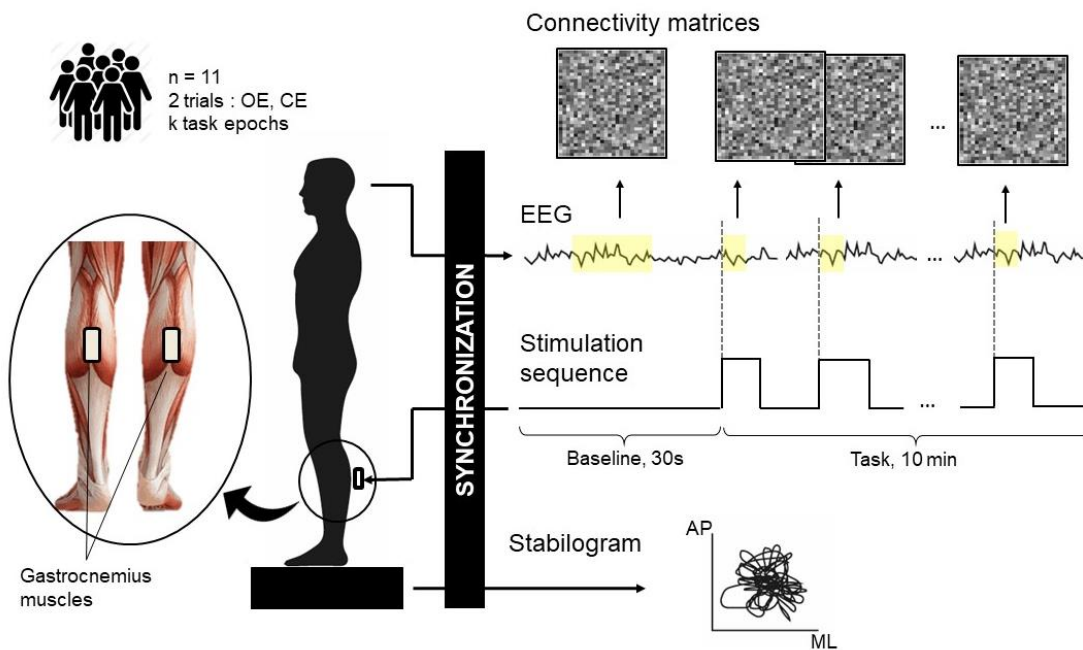 Connectivity matrices
n = 11
2 trials : OE, CE
k task epochs
...
EEG
...
SYNCHRONIZATION
Stimulation
sequence
...
Baseline, 30s
Task, 10 min
Stabilogram
AP
ML
Gastrocnemius
muscles